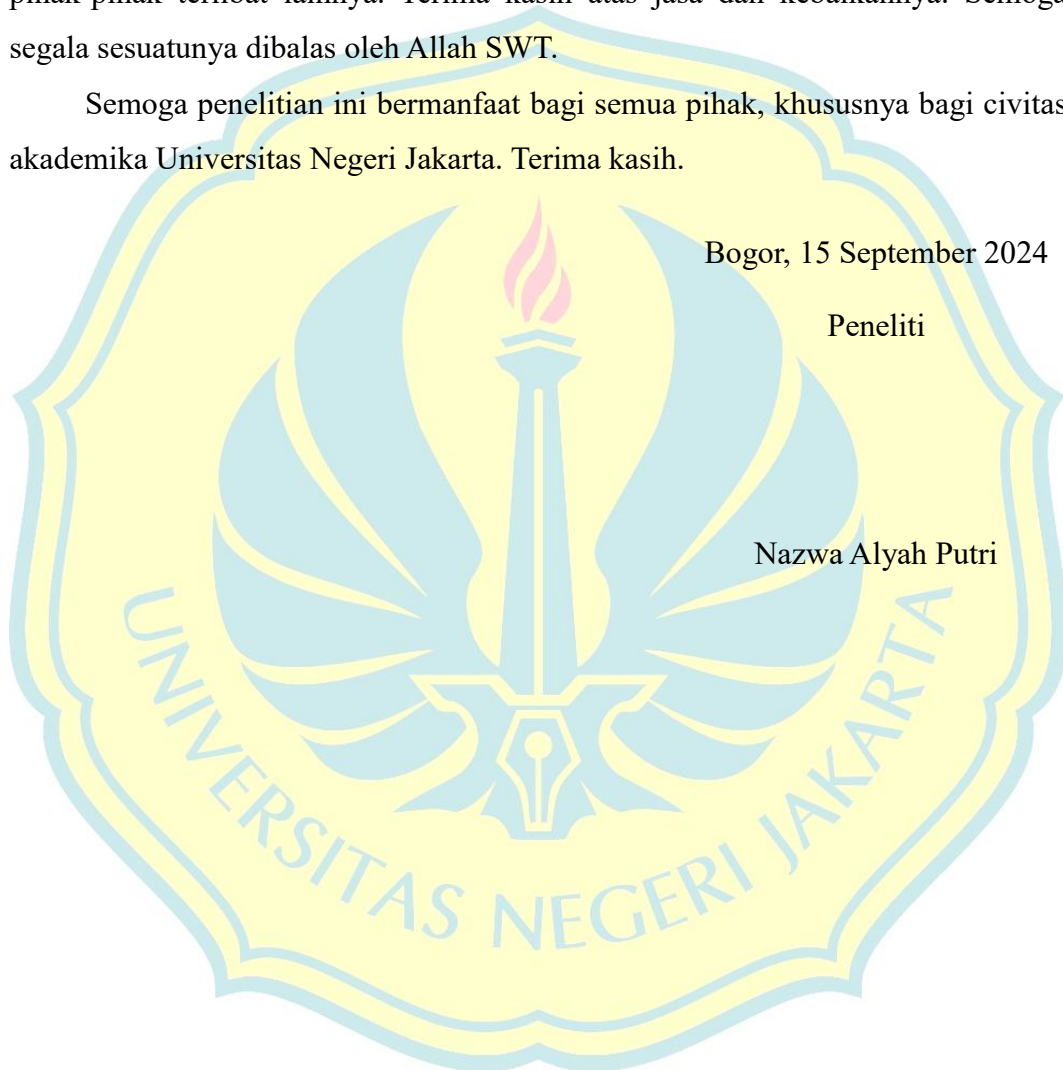 segala sesuatunya dibalas oleh Allah SWT.
Semoga penelitian ini bermanfaat bagi semua pihak, khususnya bagi civitas
akademika Universitas Negeri Jakarta. Terima kasih.
Bogor, 15 September 2024
Peneliti
Nazwa Alyah Putri
UNIVERSITAS NEGERI JAKARTA